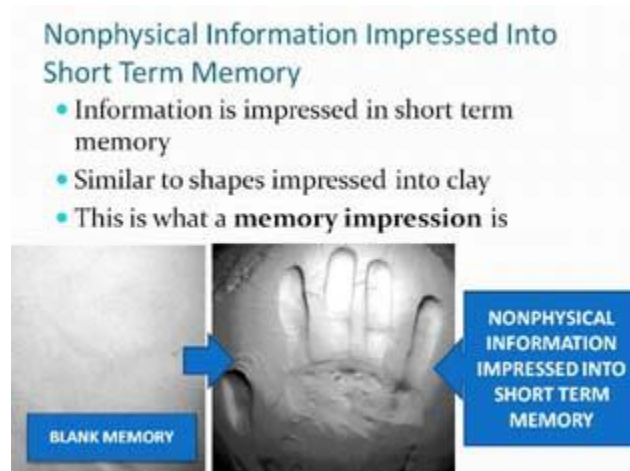 Nonphysical Information Impressed Into
Short Term Memory
• Information is impressed in short term
memory
• Similar to shapes impressed into clay
• This is what a memory impression is
BLANK MEMORY
NONPHYSICAL
INFORMATION
IMPRESSED INTO
SHORT TERM
MEMORY